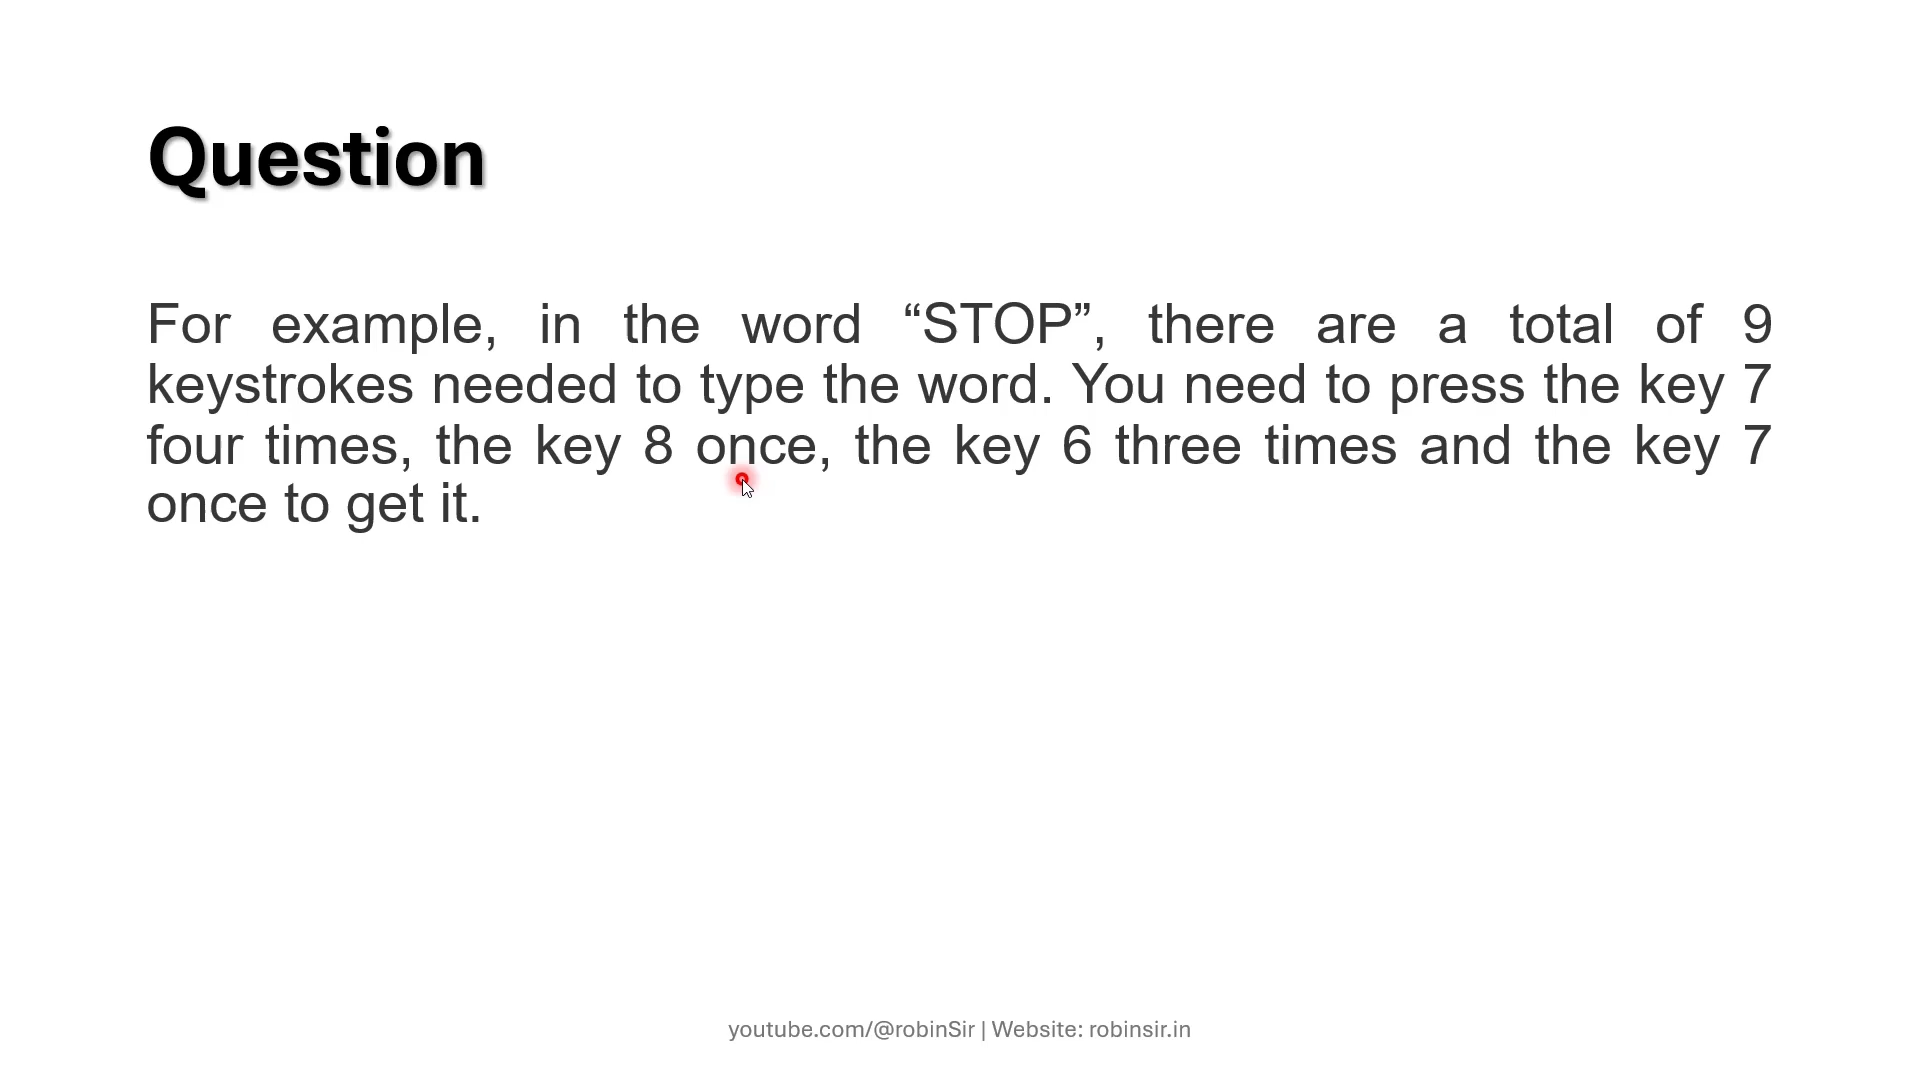 Question
For example, in the word “STOP”, there are a total of 9
keystrokes needed to type the word. You need to press the key 7
four times, the key 8 once, the key 6 three times and the key 7
once to get it.
youtube.com/@robinSir | Website: robinsir.in